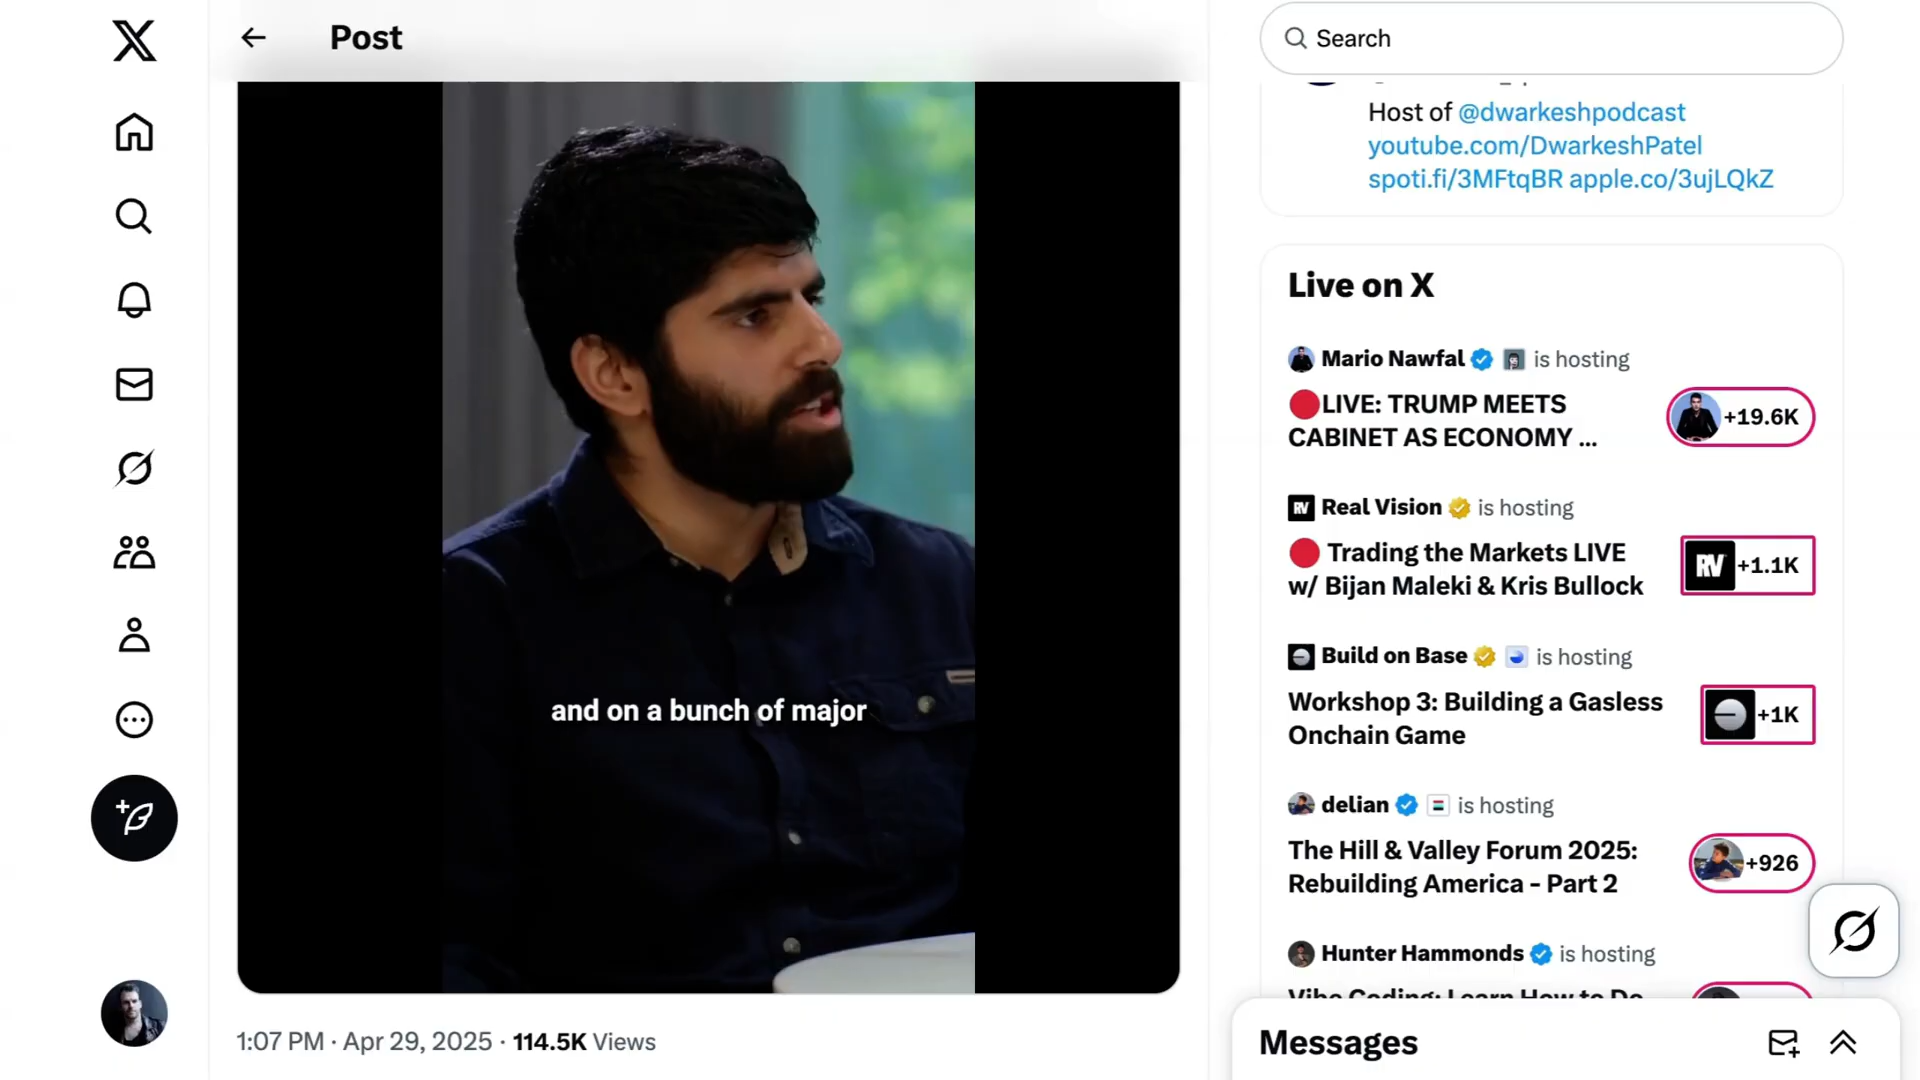 Post
and on a bunch of major
1:07 PM · Apr 29, 2025 · 114.5K Views
Search
Host of @dwarkeshpodcast
youtube.com/DwarkeshPatel
spoti.fi/3MFtqBR apple.co/3ujLQkZ
Live on X
Mario Nawfal is hosting
LIVE: TRUMP MEETS
CABINET AS ECONOMY ...
+19.6K
RV Real Vision is hosting
Trading the Markets LIVE
w/ Bijan Maleki & Kris Bullock
RV +1.1K
Build on Base is hosting
Workshop 3: Building a Gasless
Onchain Game
+1K
delian is hosting
The Hill & Valley Forum 2025:
Rebuilding America - Part 2
+926
Hunter Hammonds is hosting
Vibe Coding: Learn How to Do
Messages